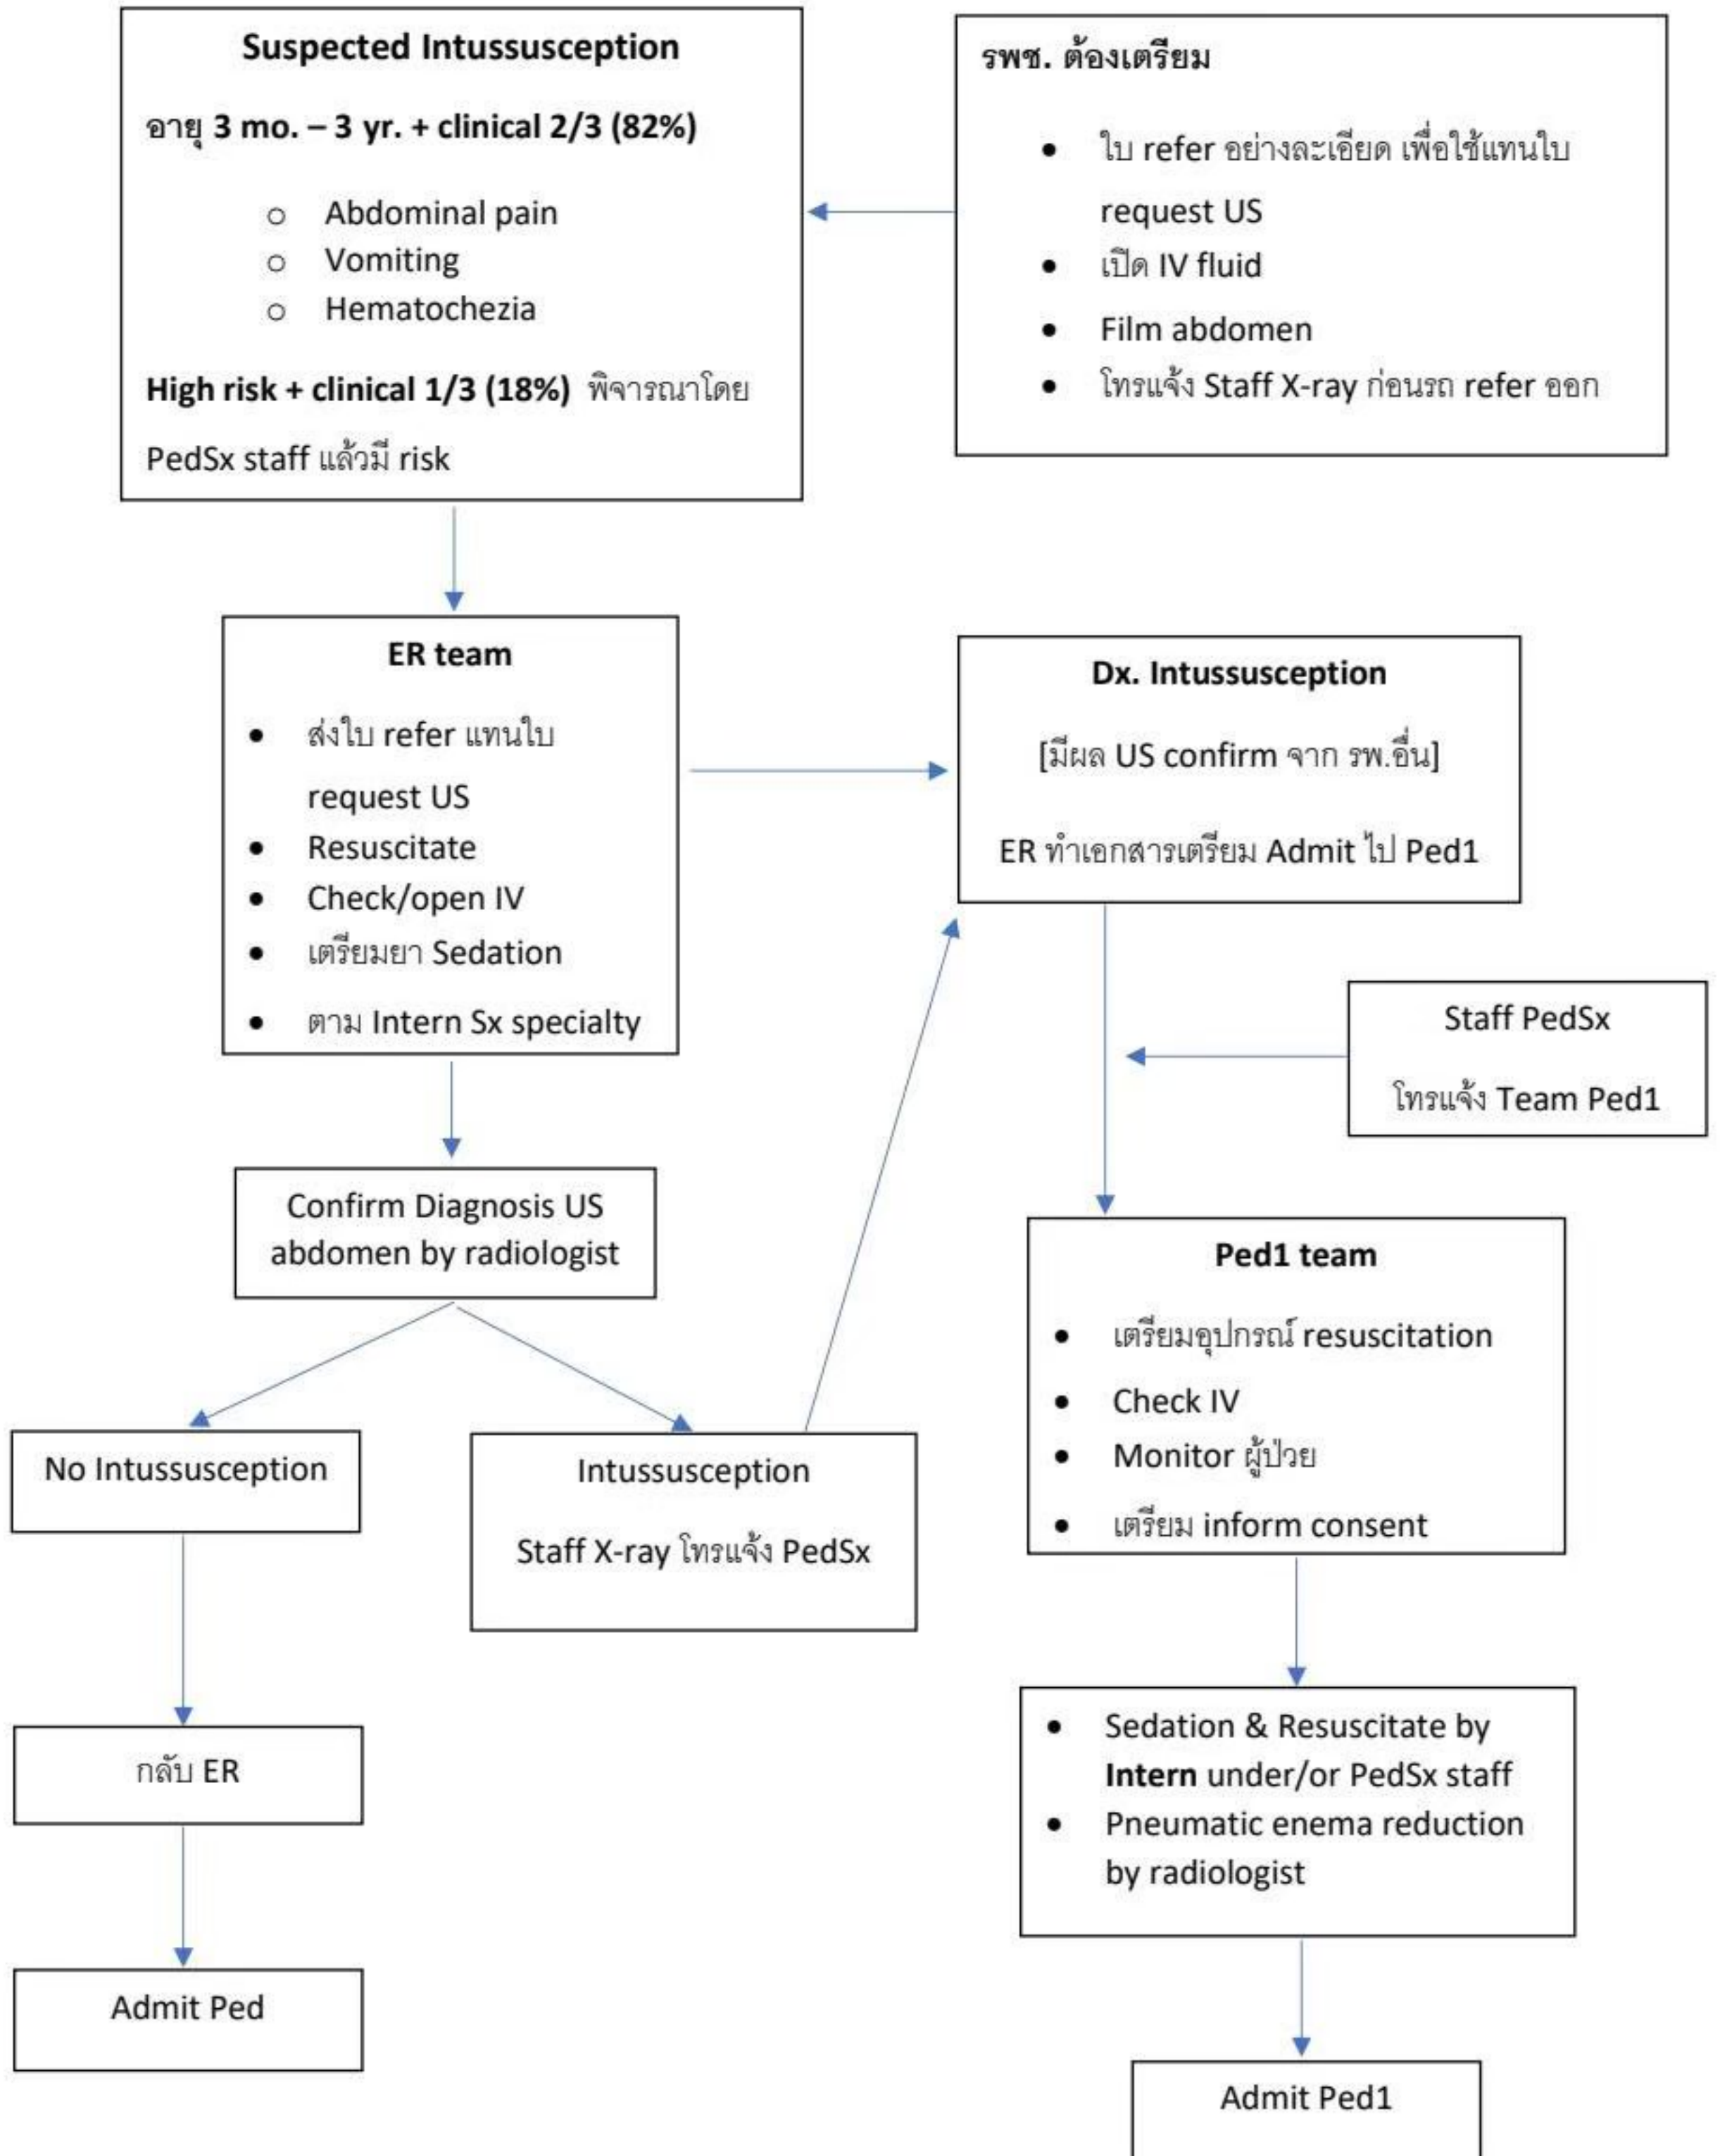 Suspected Intussusception
อายุ 3 mo. – 3 yr. + clinical 2/3 (82%)
○ Abdominal pain
○ Vomiting
○ Hematochezia
High risk + clinical 1/3 (18%) พิจารณาโดย
PedSx staff แล้วมี risk
รพช. ต้องเตรียม
• ใบ refer อย่างละเอียด เพื่อใช้แทนใบ
request US
• เปิด IV fluid
• Film abdomen
• โทรแจ้ง Staff X-ray ก่อนรถ refer ออก
ER team
• ส่งใบ refer แทนใบ
request US
• Resuscitate
• Check/open IV
• เตรียมยา Sedation
• ตาม Intern Sx specialty
Dx. Intussusception
[มีผล US confirm จาก รพ.อื่น]
ER ทำเอกสารเตรียม Admit ไป Ped1
Staff PedSx
โทรแจ้ง Team Ped1
Confirm Diagnosis US
abdomen by radiologist
Ped1 team
• เตรียมอุปกรณ์ resuscitation
• Check IV
• Monitor ผู้ป่วย
• เตรียม inform consent
No Intussusception
Intussusception
Staff X-ray โทรแจ้ง PedSx
กลับ ER
• Sedation & Resuscitate by
Intern under/or PedSx staff
• Pneumatic enema reduction
by radiologist
Admit Ped
Admit Ped1